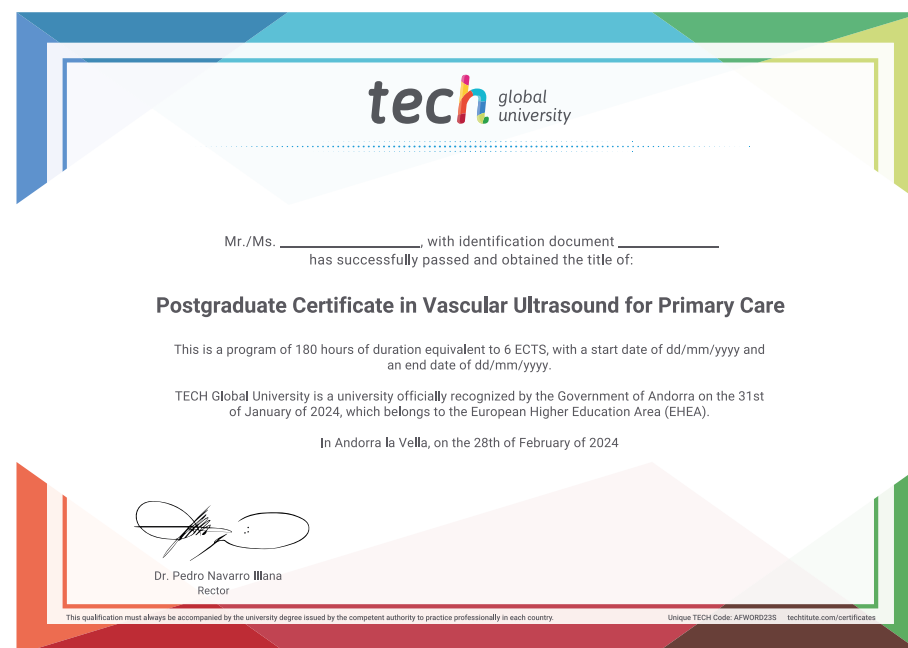 tech global university
Mr./Ms. ____________________, with identification document ______________
has successfully passed and obtained the title of:
Postgraduate Certificate in Vascular Ultrasound for Primary Care
This is a program of 180 hours of duration equivalent to 6 ECTS, with a start date of dd/mm/yyyy and
an end date of dd/mm/yyyy.
TECH Global University is a university officially recognized by the Government of Andorra on the 31st
of January of 2024, which belongs to the European Higher Education Area (EHEA).
In Andorra la Vella, on the 28th of February of 2024
Dr. Pedro Navarro Illana
Rector
This qualification must always be accompanied by the university degree issued by the competent authority to practice professionally in each country. Unique TECH Code: AFWORD23S techtitute.com/certificates